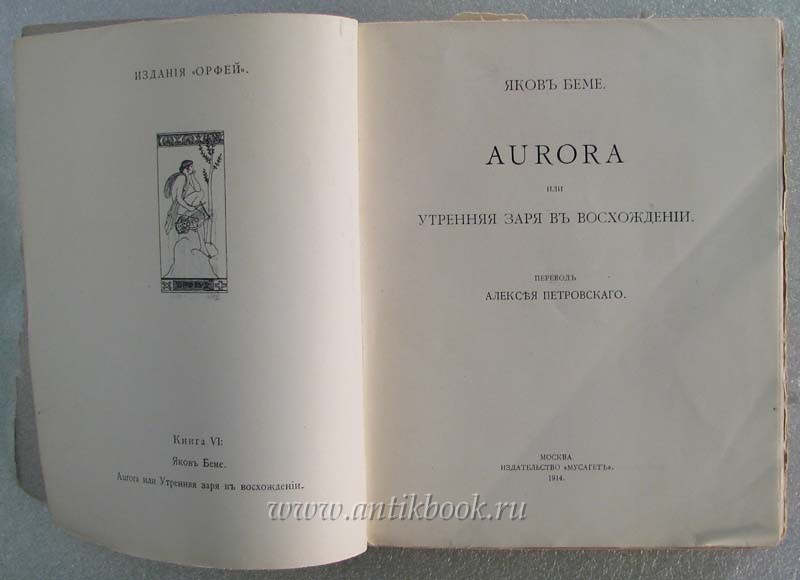 ИЗДАНІЯ «ОРФЕЙ».
Книга VI:
Яковъ Беме.
Aurora или Утренняя заря въ восхожденіи.
ЯКОВЪ БЕМЕ.
AURORA
ИЛИ
УТРЕННЯЯ ЗАРЯ ВЪ ВОСХОЖДЕНІИ.
ПЕРЕВОДЪ
АЛЕКСѢЯ ПЕТРОВСКАГО.
МОСКВА
ИЗДАТЕЛЬСТВО «МУСАГЕТЪ».
1914.
www.antikbook.ru